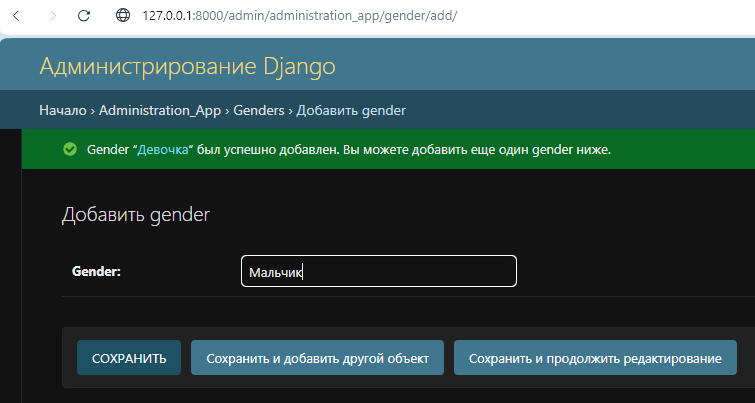 127.0.0.1:8000/admin/administration_app/gender/add/
Администрирование Django
Начало › Administration_App › Genders › Добавить gender
Gender “Девочка” был успешно добавлен. Вы можете добавить еще один gender ниже.
Добавить gender
Gender: Мальчик
СОХРАНИТЬ Сохранить и добавить другой объект Сохранить и продолжить редактирование